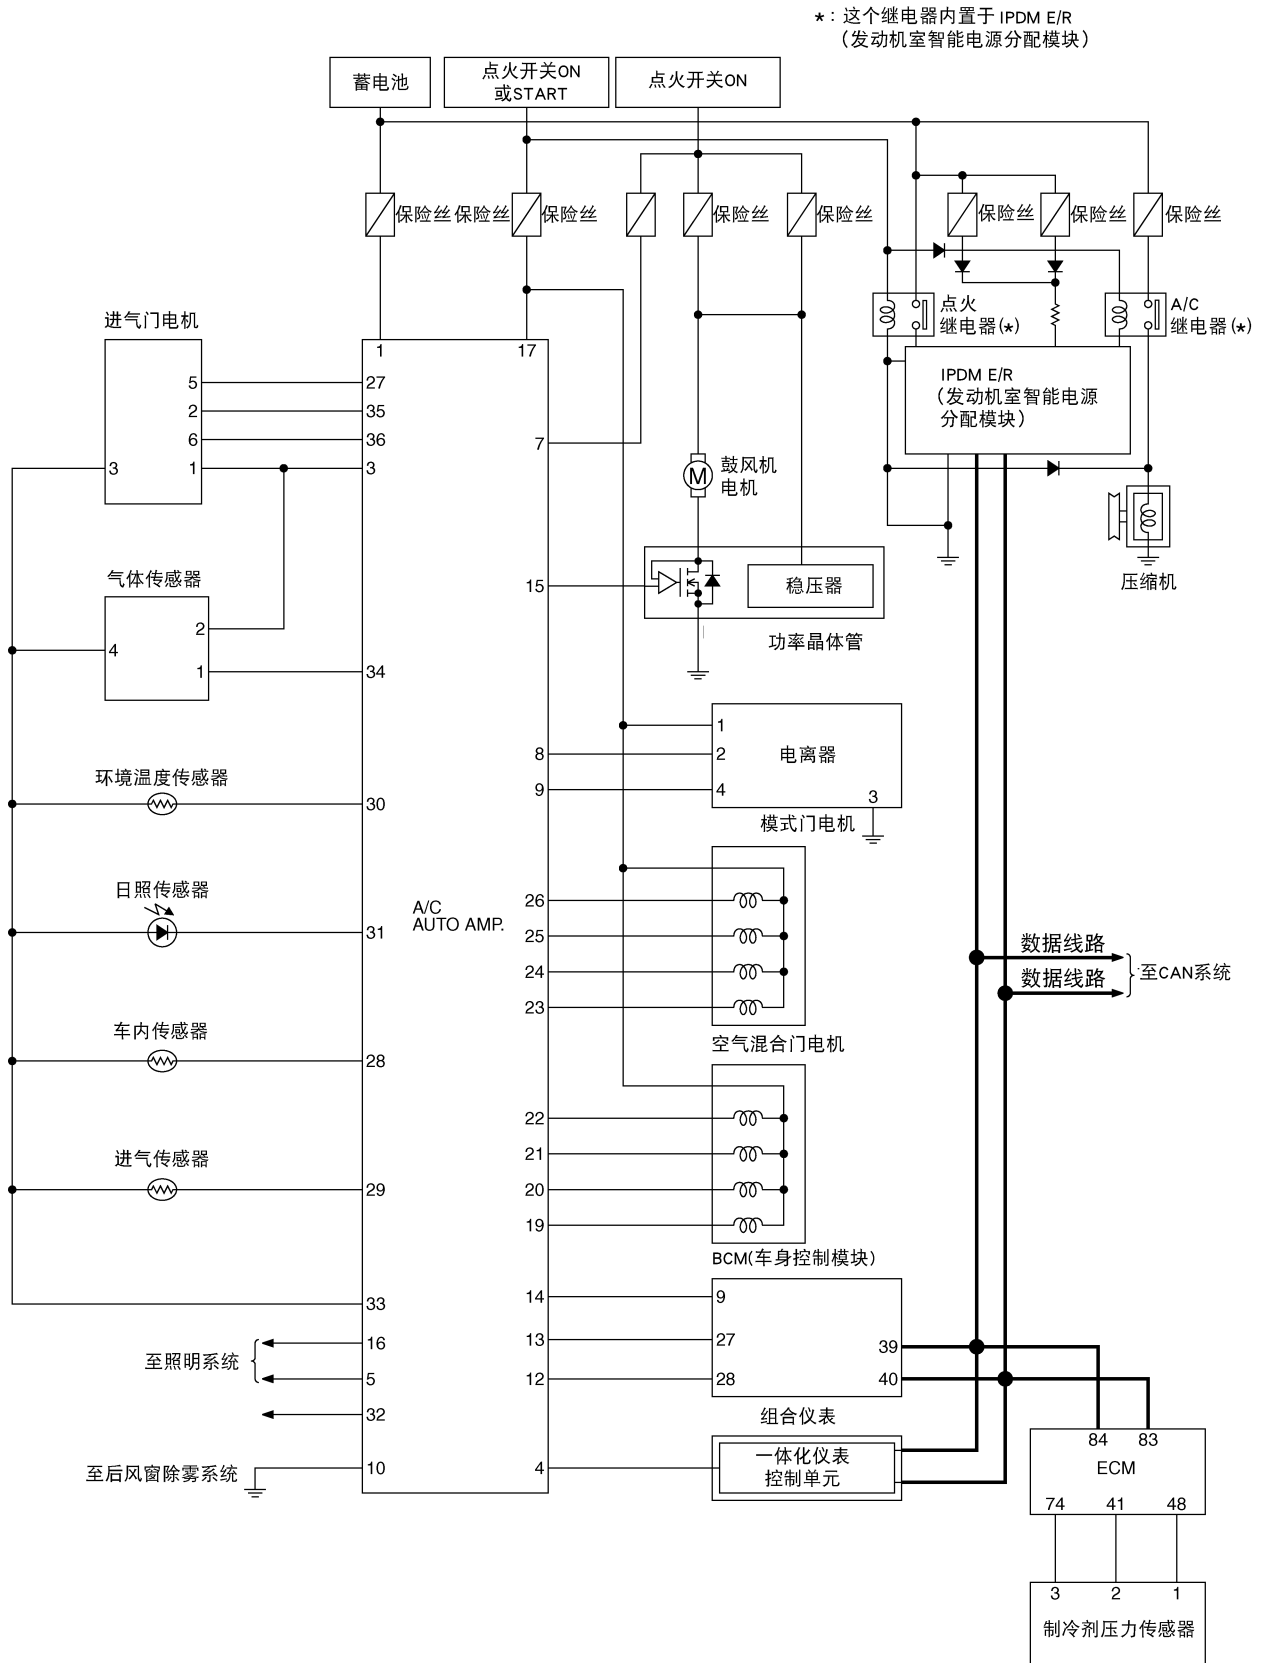 *：这个继电器内置于 IPDM E/R
（发动机室智能电源分配模块）
蓄电池
点火开关ON
或START
点火开关ON
保险丝
保险丝
保险丝
保险丝
保险丝
保险丝
保险丝
保险丝
点火
继电器(*)
A/C
继电器(*)
进气门电机
5
2
6
3
1
1
17
27
35
36
3
7
IPDM E/R
（发动机室智能电源
分配模块）
M
鼓风机
电机
气体传感器
2
4
1
34
15
稳压器
功率晶体管
压缩机
8
9
1
2
4
电离器
3
模式门电机
环境温度传感器
30
日照传感器
31
A/C
AUTO AMP.
26
25
24
23
数据线路
数据线路
至CAN系统
空气混合门电机
车内传感器
28
进气传感器
29
22
21
20
19
BCM(车身控制模块)
33
14
9
13
27
12
28
39
40
16
至照明系统
5
32
组合仪表
至后风窗除雾系统
10
4
一体化仪表
控制单元
84
83
ECM
74
41
48
3
2
1
制冷剂压力传感器